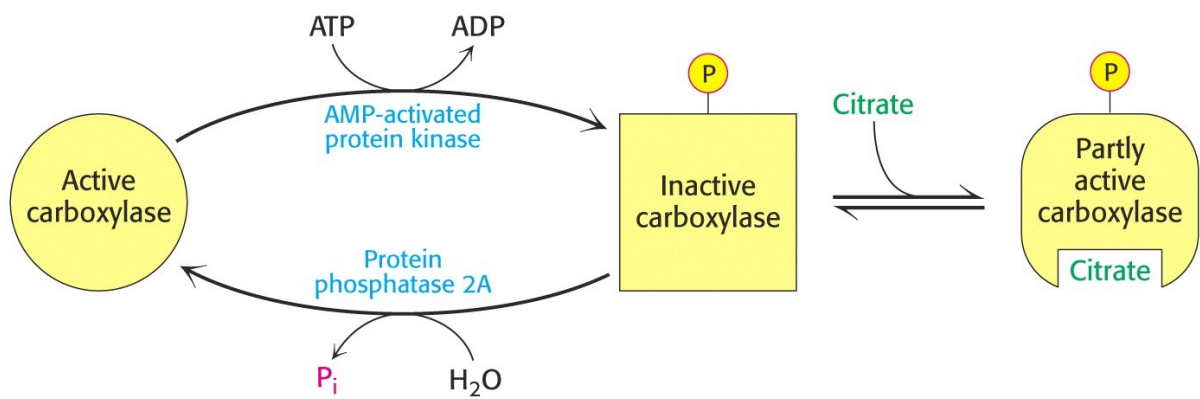 ATP
ADP
AMP-activated
protein kinase
Active
carboxylase
P
Inactive
carboxylase
Citrate
P
Partly
active
carboxylase
Citrate
Protein
phosphatase 2A
Pi
H2O